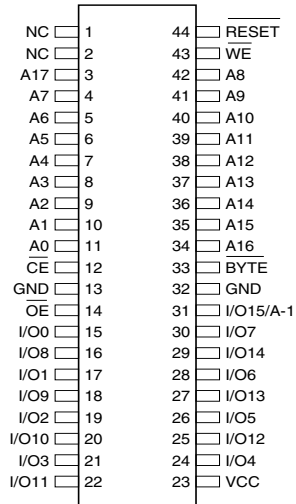 NC 1 44 RESET
NC 2 43 WE
A17 3 42 A8
A7 4 41 A9
A6 5 40 A10
A5 6 39 A11
A4 7 38 A12
A3 8 37 A13
A2 9 36 A14
A1 10 35 A15
A0 11 34 A16
CE 12 33 BYTE
GND 13 32 GND
OE 14 31 I/O15/A-1
I/O0 15 30 I/O7
I/O8 16 29 I/O14
I/O1 17 28 I/O6
I/O9 18 27 I/O13
I/O2 19 26 I/O5
I/O10 20 25 I/O12
I/O3 21 24 I/O4
I/O11 22 23 VCC